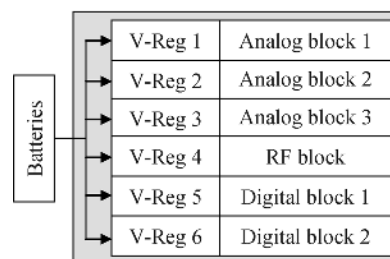 Batteries
V-Reg 1 Analog block 1
V-Reg 2 Analog block 2
V-Reg 3 Analog block 3
V-Reg 4 RF block
V-Reg 5 Digital block 1
V-Reg 6 Digital block 2